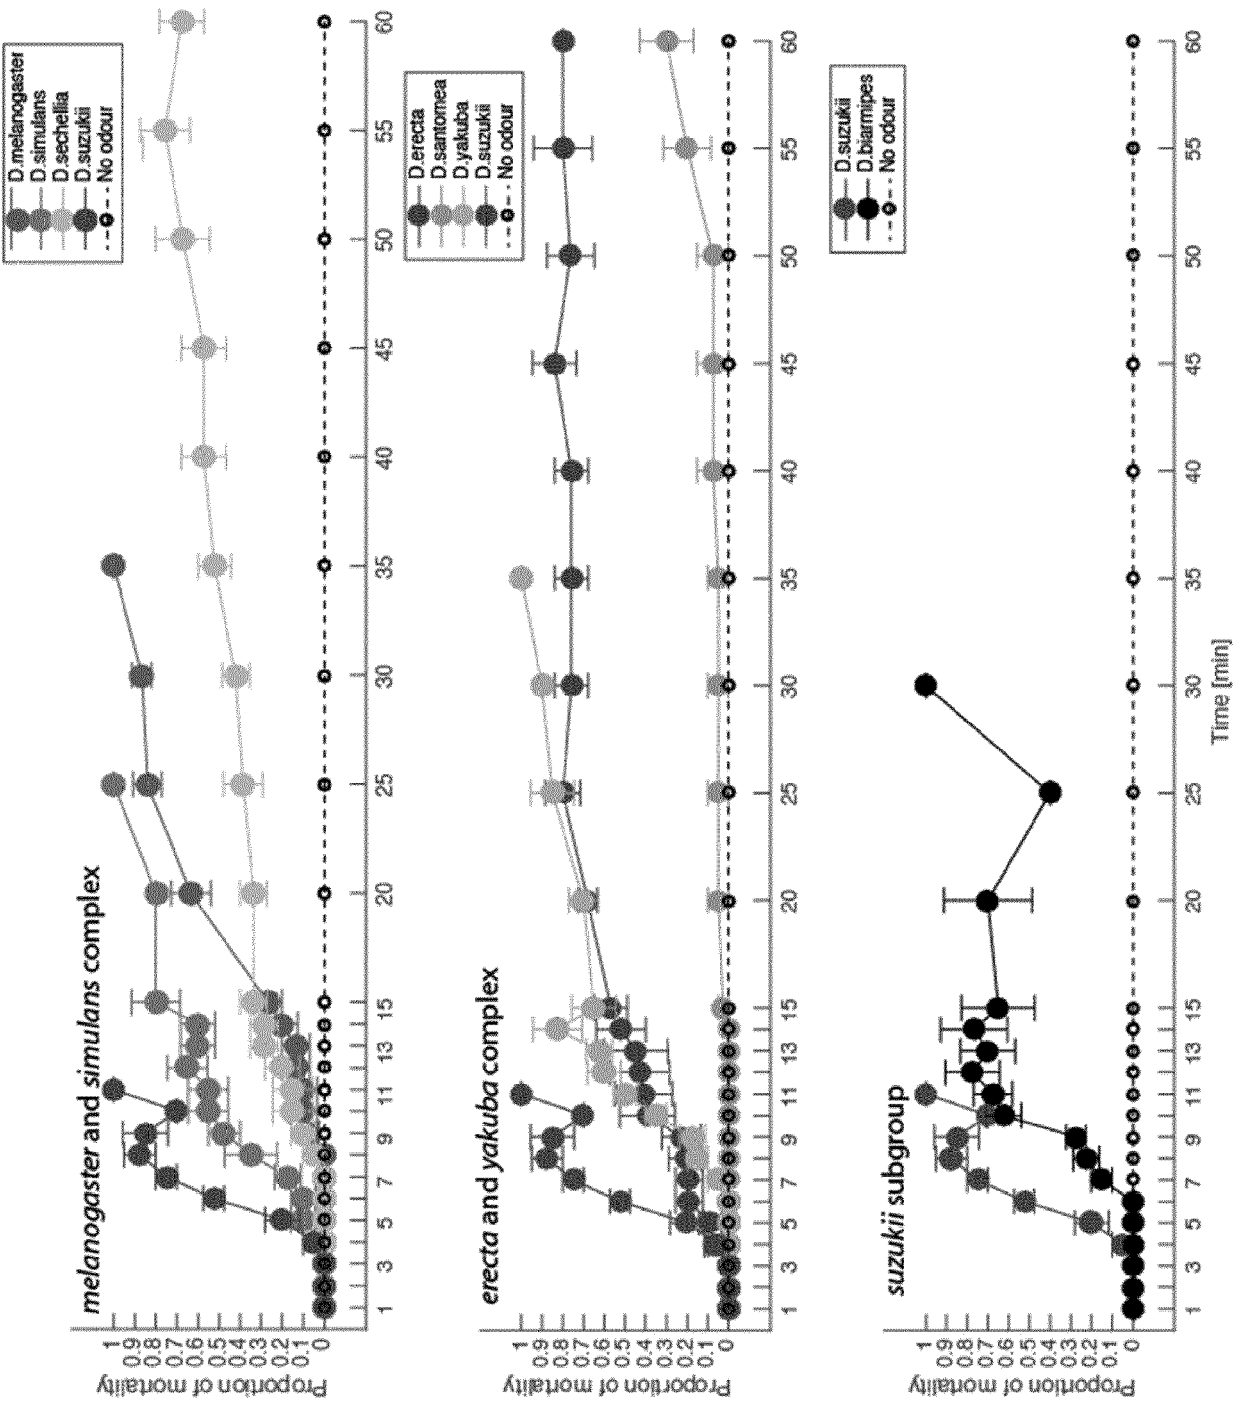 melanogaster and simulans complex
D.melanogaster
D.simulans
D.sechellia
D.suzukii
No odour
Proportion of mortality
1
0.9
0.8
0.7
0.6
0.5
0.4
0.3
0.2
0.1
0
1 3 5 7 9 11 13 15 20 25 30 35 40 45 50 55 60
erecta and yakuba complex
D.erecta
D.santomea
D.yakuba
D.suzukii
No odour
Proportion of mortality
1
0.9
0.8
0.7
0.6
0.5
0.4
0.3
0.2
0.1
0
1 3 5 7 9 11 13 15 20 25 30 35 40 45 50 55 60
suzukii subgroup
D.suzukii
D.biarmipes
No odour
Proportion of mortality
1
0.9
0.8
0.7
0.6
0.5
0.4
0.3
0.2
0.1
0
1 3 5 7 9 11 13 15 20 25 30 35 40 45 50 55 60
Time [min]